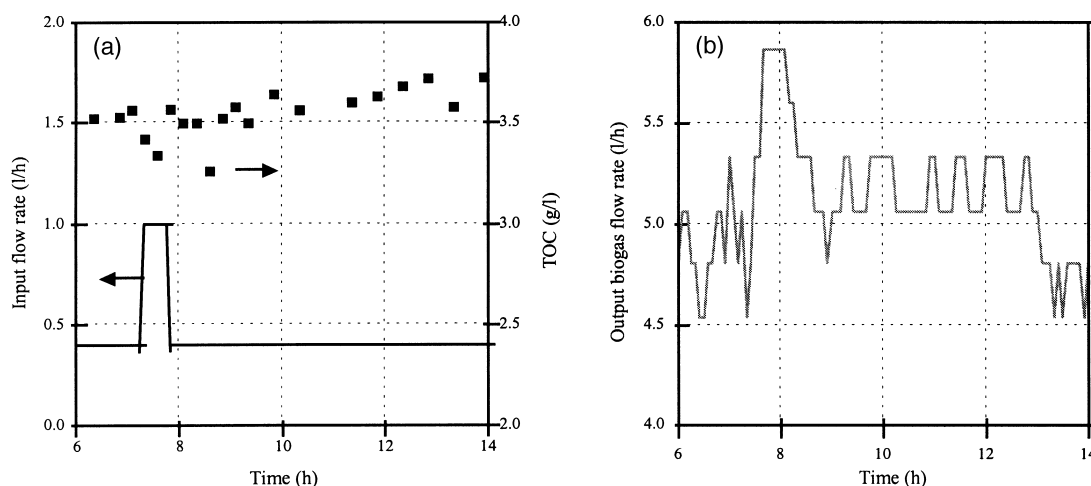 (a)
2.0
1.5
1.0
0.5
0.0
Input flow rate (l/h)
4.0
3.5
3.0
2.5
2.0
TOC (g/l)
6 8 10 12 14
Time (h)
(b)
6.0
5.5
5.0
4.5
4.0
Output biogas flow rate (l/h)
6 8 10 12 14
Time (h)